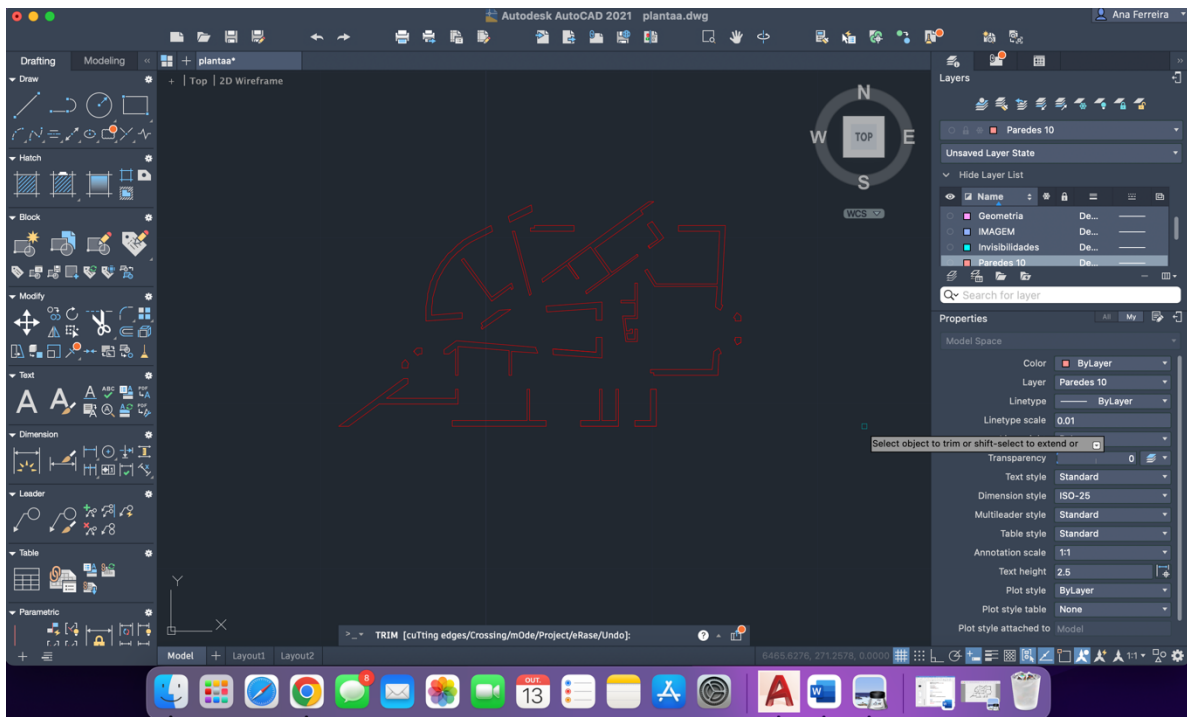 Autodesk AutoCAD 2021 plantaa.dwg
Ana Ferreira
Drafting Modeling
plantaa*
Draw
Hatch
Block
Modify
Text
Dimension
Leader
Table
Parametric
+ | Top | 2D Wireframe
N
W TOP E
S
WCS
Y
X
Select object to trim or shift-select to extend or
>_ TRIM [cuTting edges/Crossing/mOde/Project/eRase/Undo]:
Model + Layout1 Layout2
6465.6276, 271.2578, 0.0000
1:1
Layers
Paredes 10
Unsaved Layer State
Hide Layer List
Name
Geometria De...
IMAGEM De...
Invisibilidades De...
Paredes 10 De...
Search for layer
Properties All My
Model Space
Color ByLayer
Layer Paredes 10
Linetype ByLayer
Linetype scale 0.01
Transparency 0
Text style Standard
Dimension style ISO-25
Multileader style Standard
Table style Standard
Annotation scale 1:1
Text height 2.5
Plot style ByLayer
Plot style table None
Plot style attached to Model
8
OUT.
13